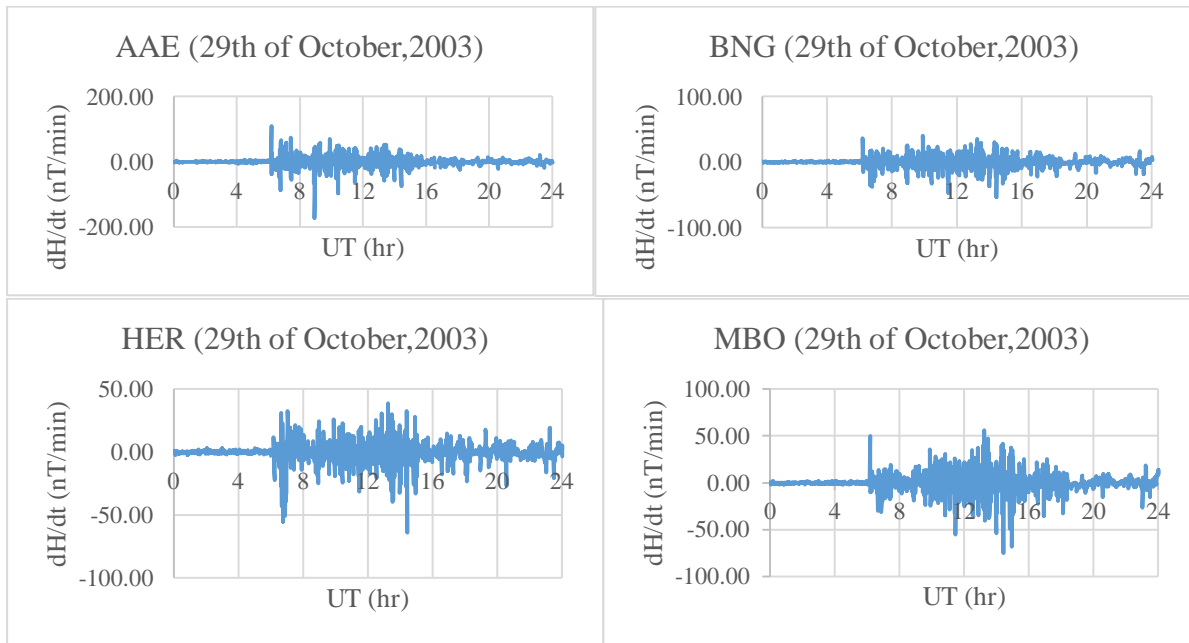 AAE (29th of October,2003)
200.00
0.00
-200.00
0 4 8 12 16 20 24
dH/dt (nT/min)
UT (hr)
BNG (29th of October,2003)
100.00
0.00
-100.00
0 4 8 12 16 20 24
dH/dt (nT/min)
UT (hr)
HER (29th of October,2003)
50.00
0.00
-50.00
-100.00
0 4 8 12 16 20 24
dH/dt (nT/min)
UT (hr)
MBO (29th of October,2003)
100.00
50.00
0.00
-50.00
-100.00
0 4 8 12 16 20 24
dH/dt (nT/min)
UT (hr)